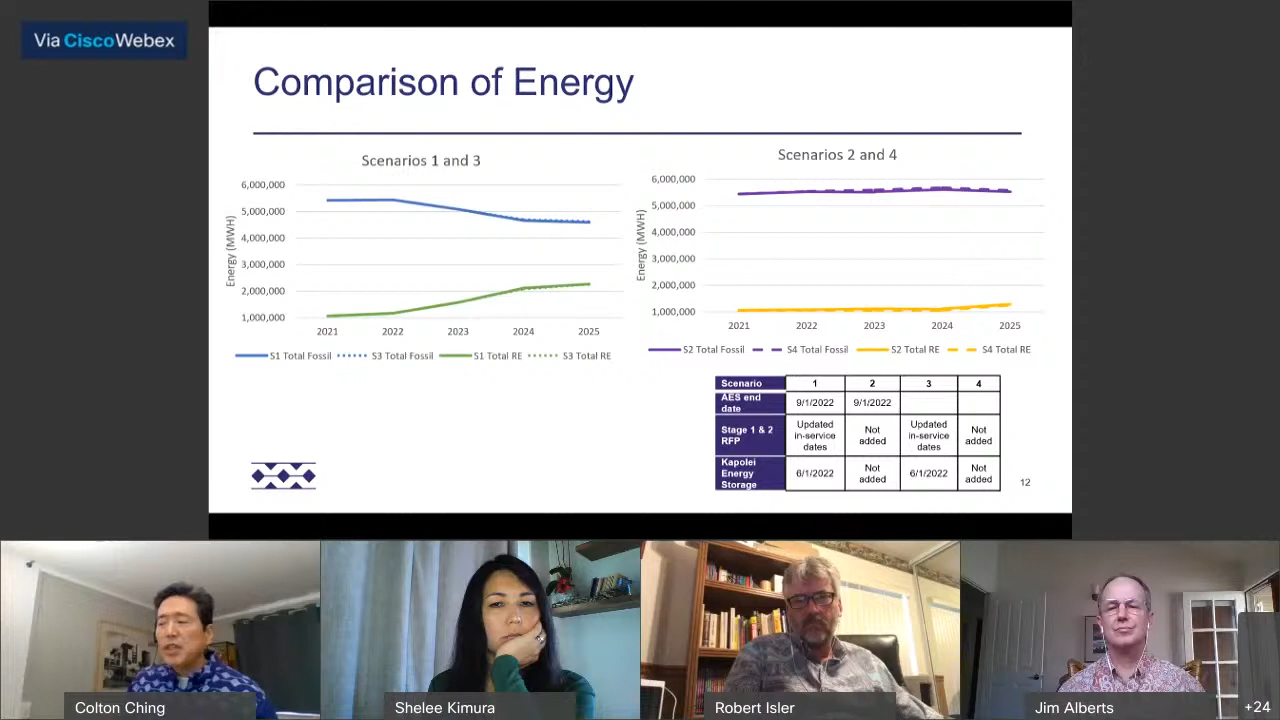 Via Cisco Webex
Comparison of Energy
Scenarios 1 and 3
6,000,000
5,000,000
4,000,000
3,000,000
2,000,000
1,000,000
Energy (MWH)
2021 2022 2023 2024 2025
S1 Total Fossil S3 Total Fossil S1 Total RE S3 Total RE
Scenarios 2 and 4
6,000,000
5,000,000
4,000,000
3,000,000
2,000,000
1,000,000
Energy (MWH)
2021 2022 2023 2024 2025
S2 Total Fossil S4 Total Fossil S2 Total RE S4 Total RE
Scenario 1 2 3 4
AES end
date
9/1/2022 9/1/2022
Stage 1 & 2
RFP
Updated
in-service
dates
Not
added
Updated
in-service
dates
Not
added
Kapolei
Energy
Storage
6/1/2022
Not
added
6/1/2022
Not
added
12
Colton Ching
Shelee Kimura
Robert Isler
Jim Alberts
+24